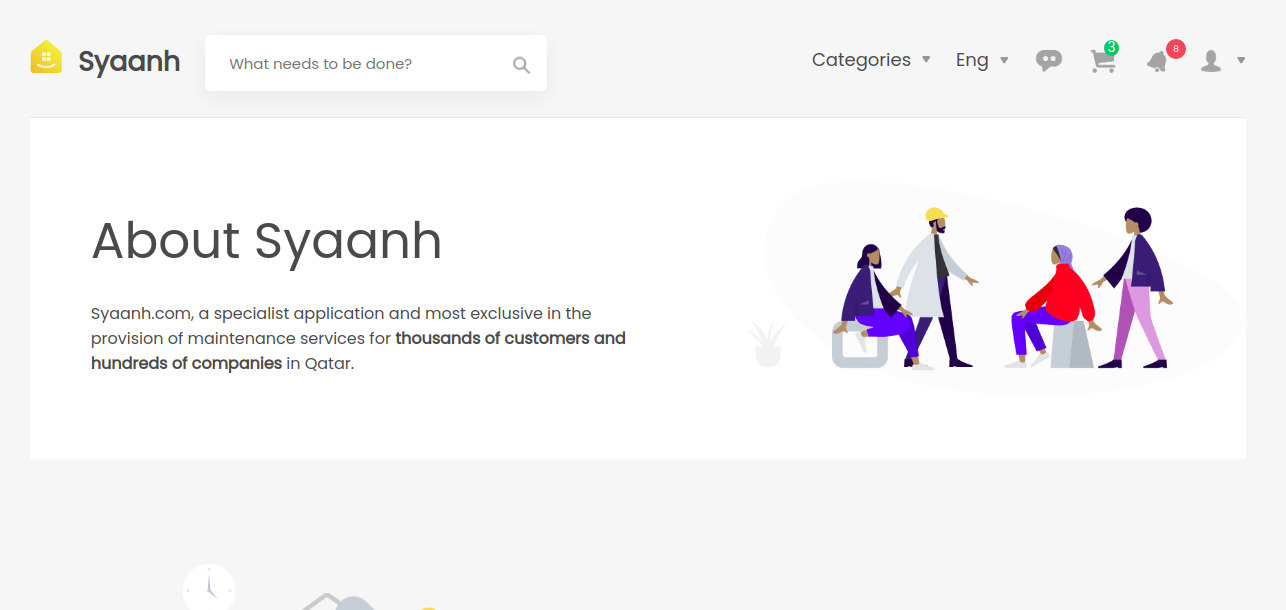 Syaanh
What needs to be done?
Categories
Eng
3
8
About Syaanh
Syaanh.com, a specialist application and most exclusive in the
provision of maintenance services for thousands of customers and
hundreds of companies in Qatar.